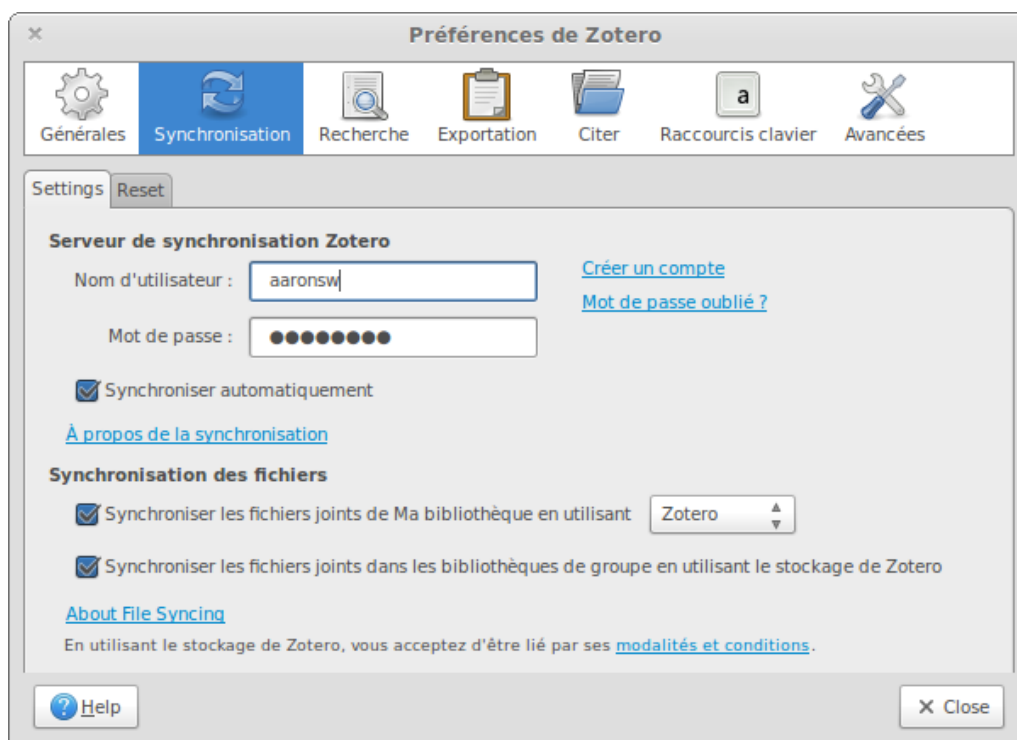 Préférences de Zotero
Générales Synchronisation Recherche Exportation Citer a Raccourcis clavier Avancées
Settings Reset
Serveur de synchronisation Zotero
Nom d'utilisateur : aaronsw Créer un compte
Mot de passe oublié ?
Mot de passe : ●●●●●●●●
Synchroniser automatiquement
À propos de la synchronisation
Synchronisation des fichiers
Synchroniser les fichiers joints de Ma bibliothèque en utilisant Zotero
Synchroniser les fichiers joints dans les bibliothèques de groupe en utilisant le stockage de Zotero
About File Syncing
En utilisant le stockage de Zotero, vous acceptez d'être lié par ses modalités et conditions.
? Help Close